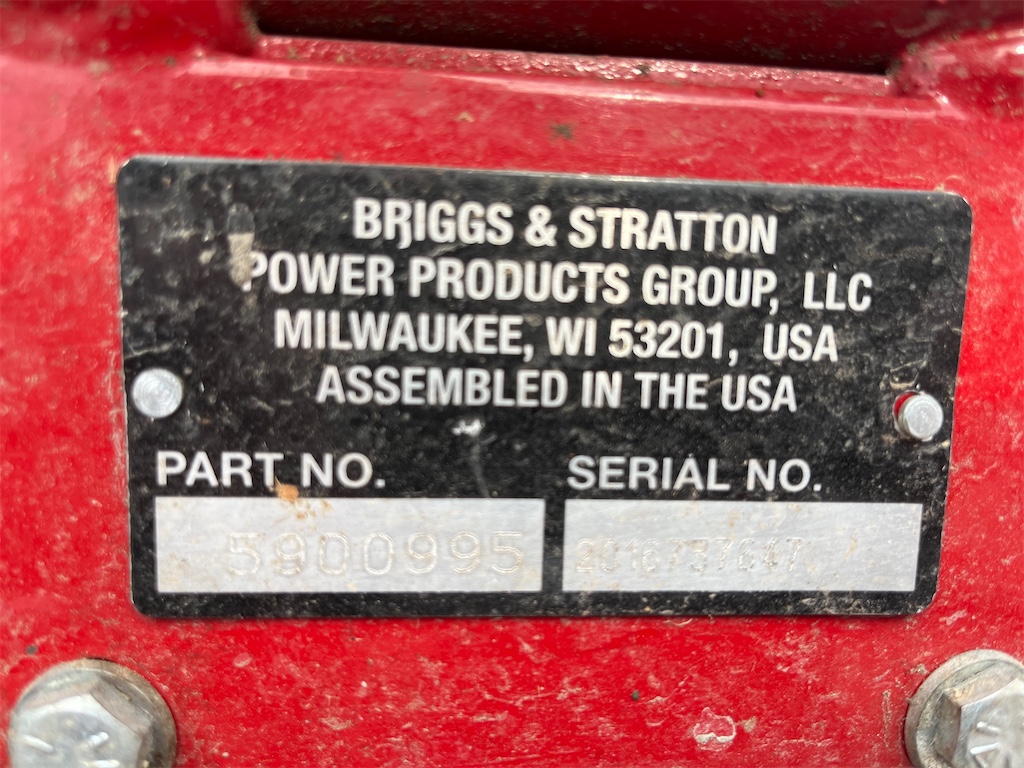 BRIGGS & STRATTON
POWER PRODUCTS GROUP, LLC
MILWAUKEE, WI 53201, USA
ASSEMBLED IN THE USA
PART NO. SERIAL NO.
5900995